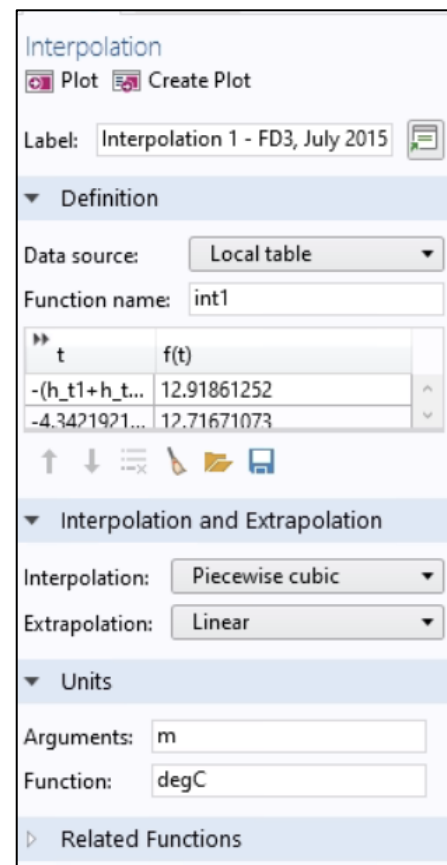 Interpolation
Plot Create Plot
Label: Interpolation 1 - FD3, July 2015
Definition
Data source: Local table
Function name: int1
t f(t)
-(h_t1+h_t... 12.91861252
-4.3421921... 12.71671073
Interpolation and Extrapolation
Interpolation: Piecewise cubic
Extrapolation: Linear
Units
Arguments: m
Function: degC
Related Functions